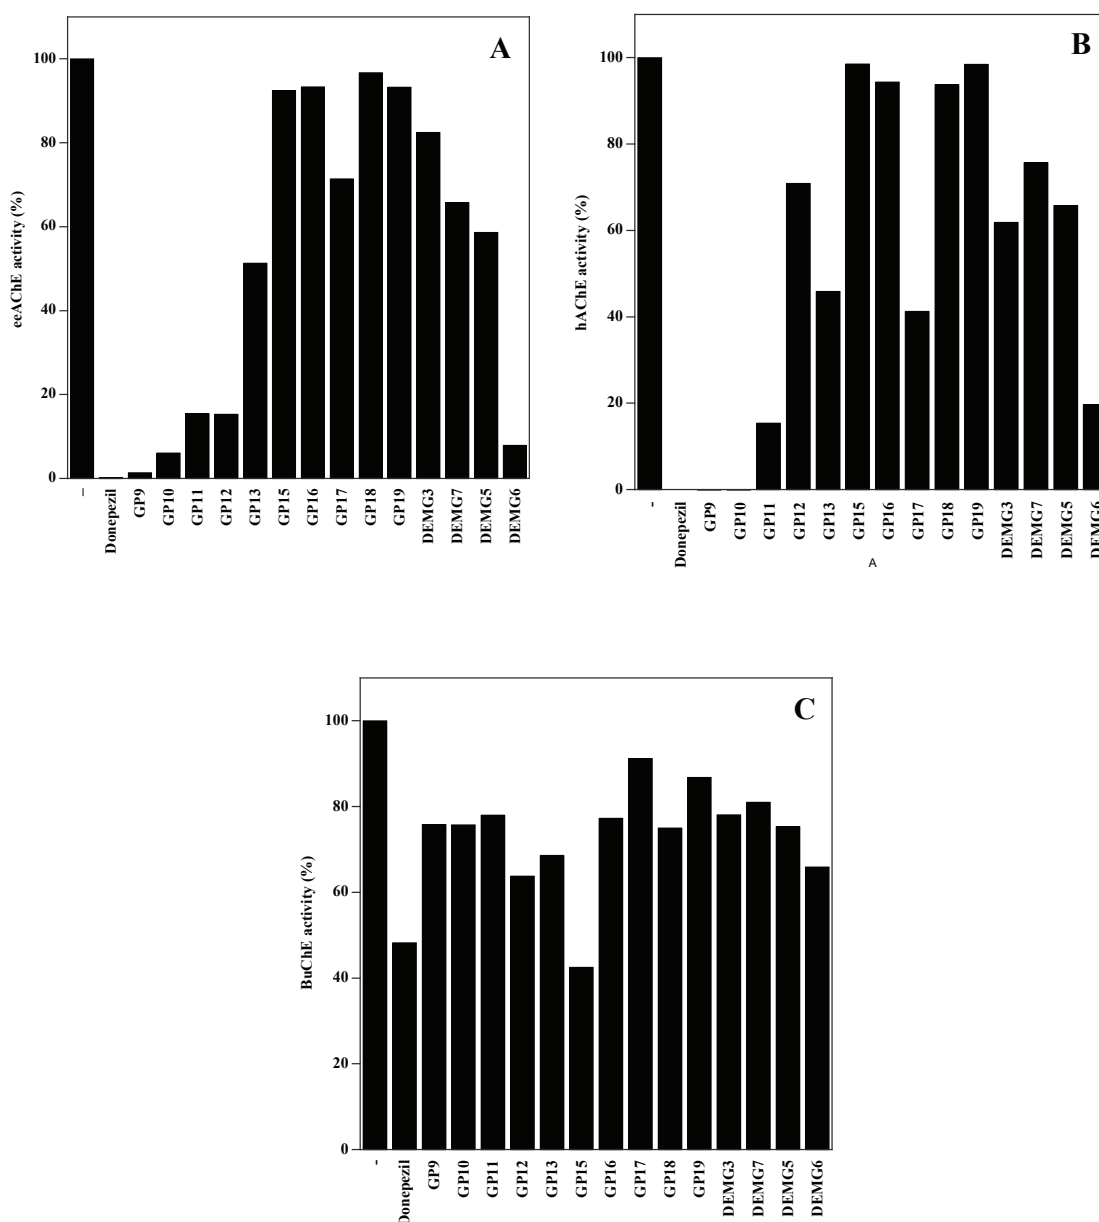 A
100
80
60
40
20
0
eeAChE activity (%)
–
Donepezil
GP9
GP10
GP11
GP12
GP13
GP15
GP16
GP17
GP18
GP19
DEMG3
DEMG7
DEMG5
DEMG6
B
100
80
60
40
20
0
hAChE activity (%)
-
Donepezil
GP9
GP10
GP11
GP12
GP13
GP15
GP16
GP17
GP18
GP19
DEMG3
DEMG7
DEMG5
DEMG6
A
C
100
80
60
40
20
0
BuChE activity (%)
-
Donepezil
GP9
GP10
GP11
GP12
GP13
GP15
GP16
GP17
GP18
GP19
DEMG3
DEMG7
DEMG5
DEMG6